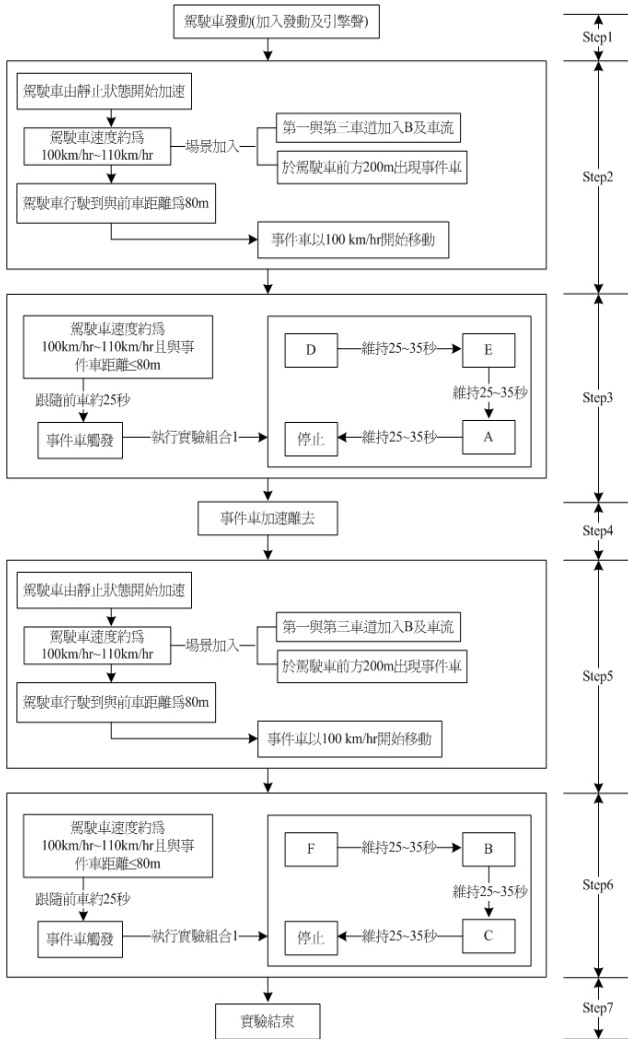 駕駛車發動(加入發動及引擎聲)
Step1
駕駛車由靜止狀態開始加速
駕駛車速度約為
100km/hr~110km/hr
場景加入
第一與第三車道加入B及車流
於駕駛車前方200m出現事件車
駕駛車行駛到與前車距離為80m
事件車以100 km/hr開始移動
Step2
駕駛車速度約為
100km/hr~110km/hr且與事
件車距離≤80m
跟隨前車約25秒
事件車觸發
執行實驗組合1
D
維持25~35秒
E
維持25~35秒
A
維持25~35秒
停止
Step3
事件車加速離去
Step4
駕駛車由靜止狀態開始加速
駕駛車速度約為
100km/hr~110km/hr
場景加入
第一與第三車道加入B及車流
於駕駛車前方200m出現事件車
駕駛車行駛到與前車距離為80m
事件車以100 km/hr開始移動
Step5
駕駛車速度約為
100km/hr~110km/hr且與事
件車距離≤80m
跟隨前車約25秒
事件車觸發
執行實驗組合1
F
維持25~35秒
B
維持25~35秒
C
維持25~35秒
停止
Step6
實驗結束
Step7